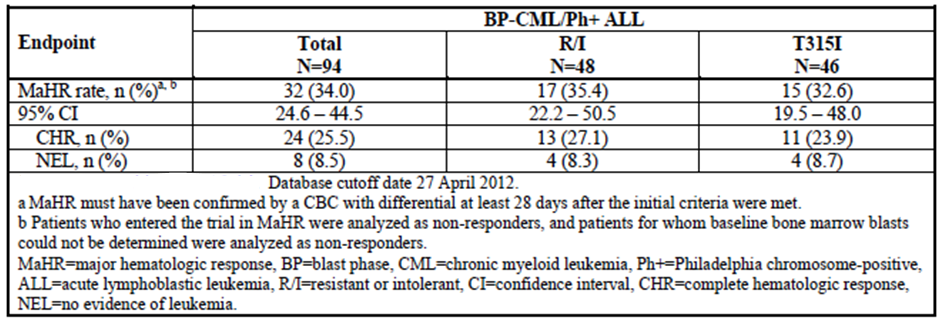 Endpoint
BP-CML/Ph+ ALL
Total
N=94
R/I
N=48
T315I
N=46
MaHR rate, n (%)a, b 32 (34.0) 17 (35.4) 15 (32.6)
95% CI 24.6 – 44.5 22.2 - 50.5 19.5 – 48.0
CHR, n (%) 24 (25.5) 13 (27.1) 11 (23.9)
NEL, n (%) 8 (8.5) 4 (8.3) 4 (8.7)
Database cutoff date 27 April 2012.
a MaHR must have been confirmed by a CBC with differential at least 28 days after the initial criteria were met.
b Patients who entered the trial in MaHR were analyzed as non-responders, and patients for whom baseline bone marrow blasts
could not be determined were analyzed as non-responders.
MaHR=major hematologic response, BP=blast phase, CML=chronic myeloid leukemia, Ph+=Philadelphia chromosome-positive,
ALL=acute lymphoblastic leukemia, R/I=resistant or intolerant, CI=confidence interval, CHR=complete hematologic response,
NEL=no evidence of leukemia.